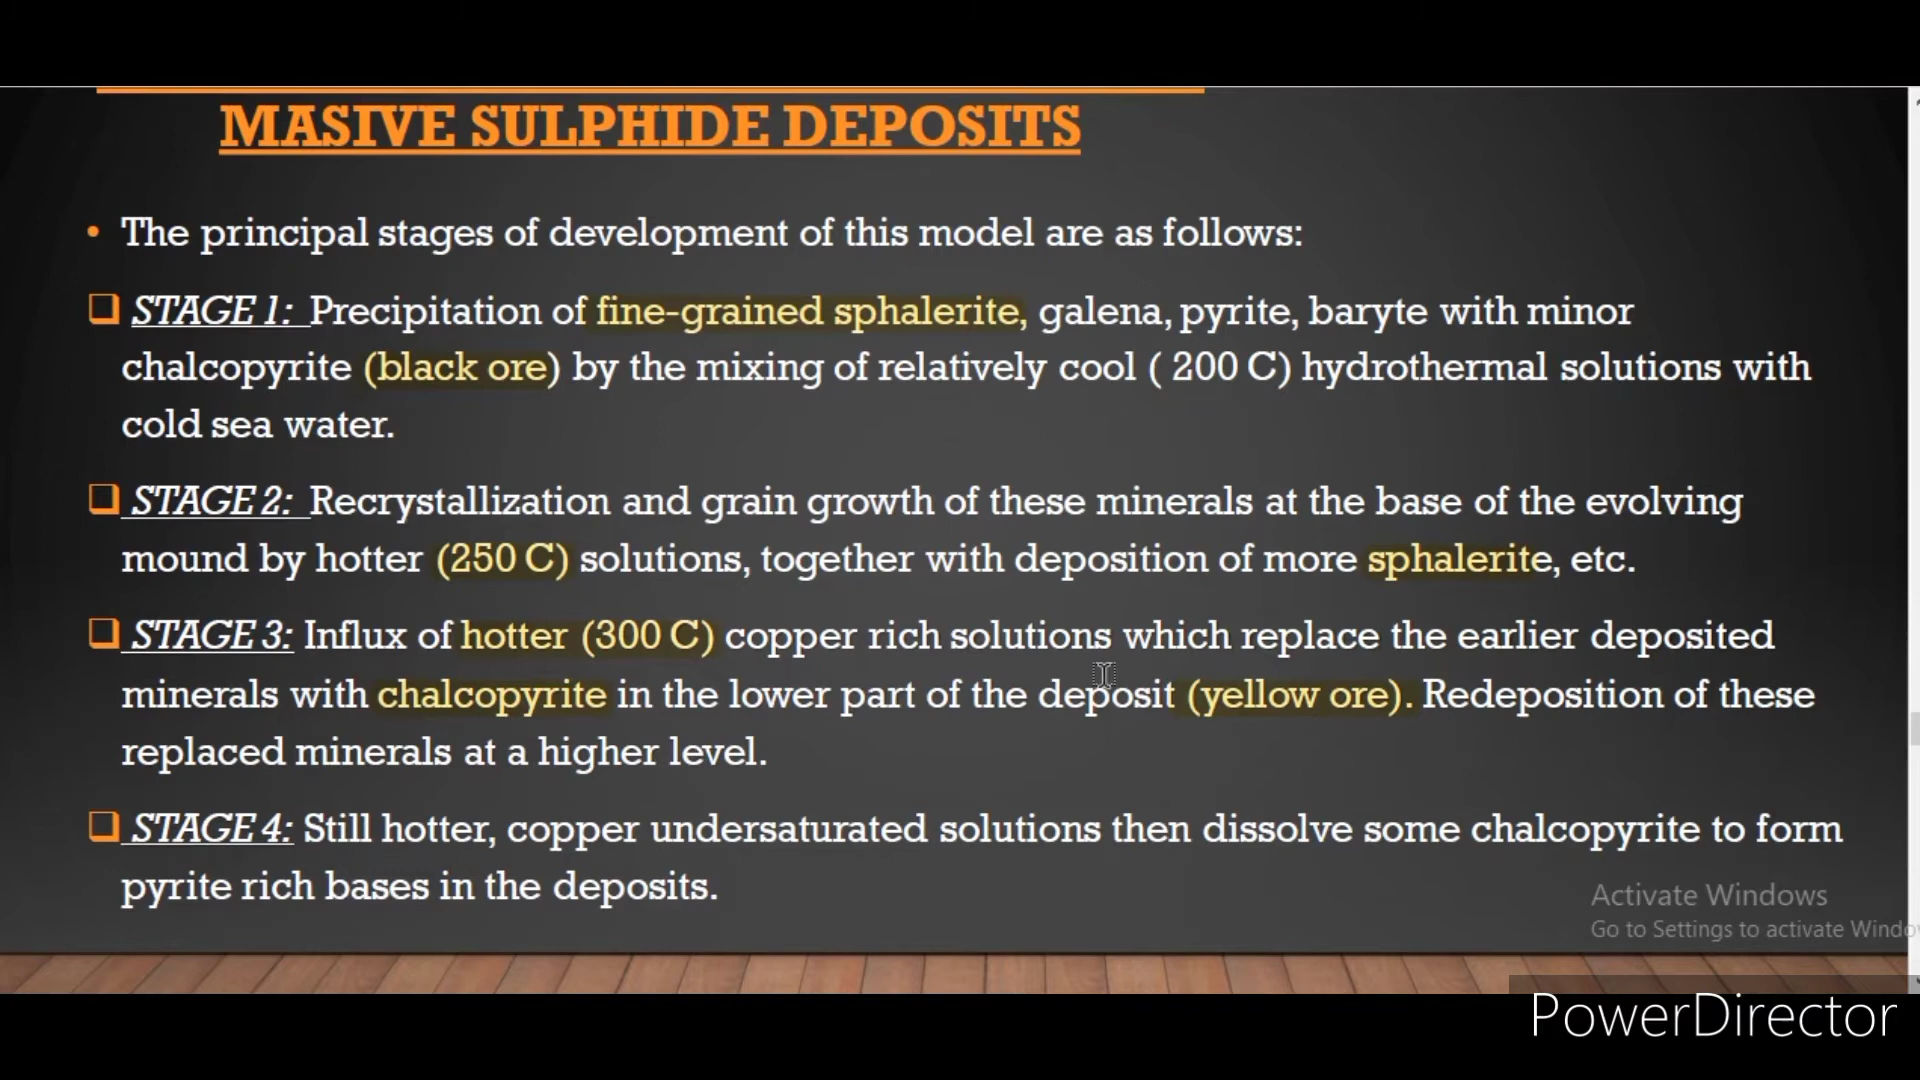 MASIVE SULPHIDE DEPOSITS
• The principal stages of development of this model are as follows:
❑ STAGE 1: Precipitation of fine-grained sphalerite, galena, pyrite, baryte with minor
chalcopyrite (black ore) by the mixing of relatively cool ( 200 C) hydrothermal solutions with
cold sea water.
❑ STAGE 2: Recrystallization and grain growth of these minerals at the base of the evolving
mound by hotter (250 C) solutions, together with deposition of more sphalerite, etc.
❑ STAGE 3: Influx of hotter (300 C) copper rich solutions which replace the earlier deposited
minerals with chalcopyrite in the lower part of the deposit (yellow ore). Redeposition of these
replaced minerals at a higher level.
❑ STAGE 4: Still hotter, copper undersaturated solutions then dissolve some chalcopyrite to form
pyrite rich bases in the deposits.
Activate Windows
Go to Settings to activate Windo
PowerDirector